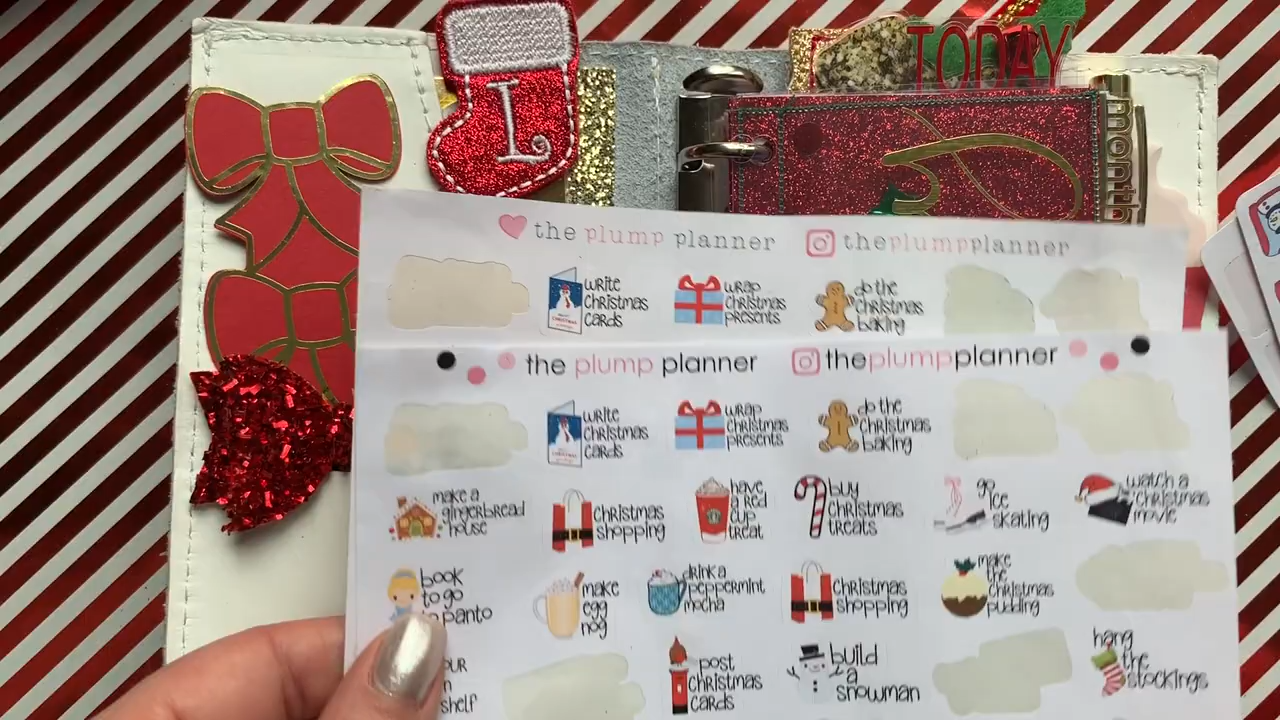 L
TODAY
month
the plump planner theplumpplanner
write
Christmas
cards
wrap
Christmas
presents
do the
Christmas
baking
the plump planner theplumpplanner
write
Christmas
cards
wrap
Christmas
presents
do the
Christmas
baking
make a
gingerbread
house
Christmas
shopping
have
a red
cup
treat
buy
Christmas
treats
go
ice
skating
watch a
Christmas
movie
book
to go
panto
make
egg
nog
drink a
peppermint
mocha
Christmas
shopping
make
the
Christmas
pudding
shelf
post
Christmas
cards
build
a
snowman
hang
the
stockings